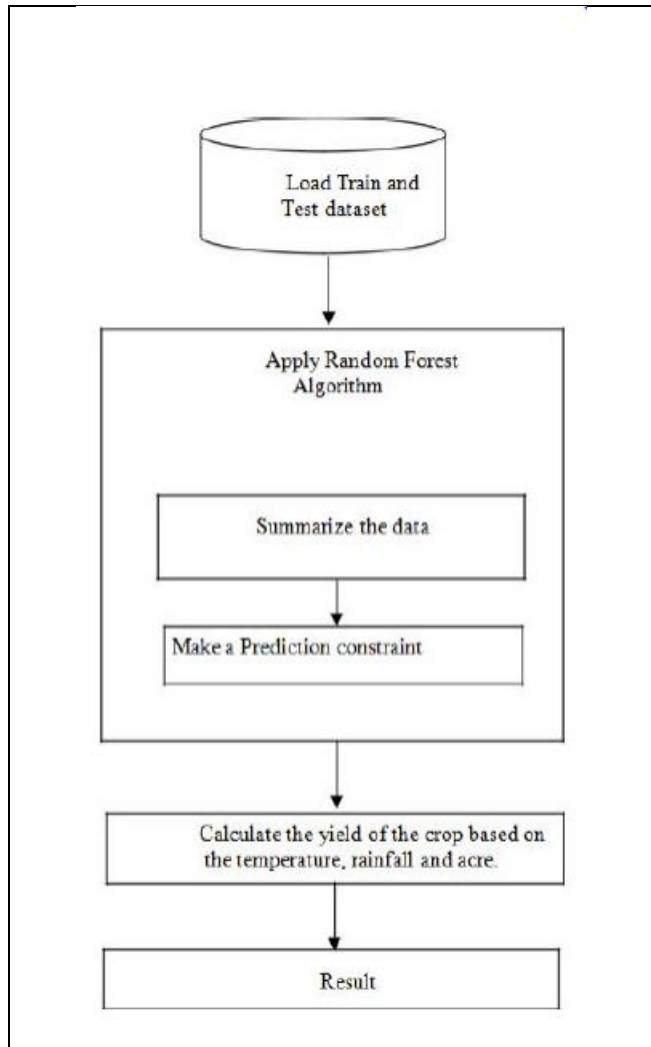 Load Train and
Test dataset
Apply Random Forest
Algorithm
Summarize the data
Make a Prediction constraint
Calculate the yield of the crop based on
the temperature, rainfall and acre.
Result